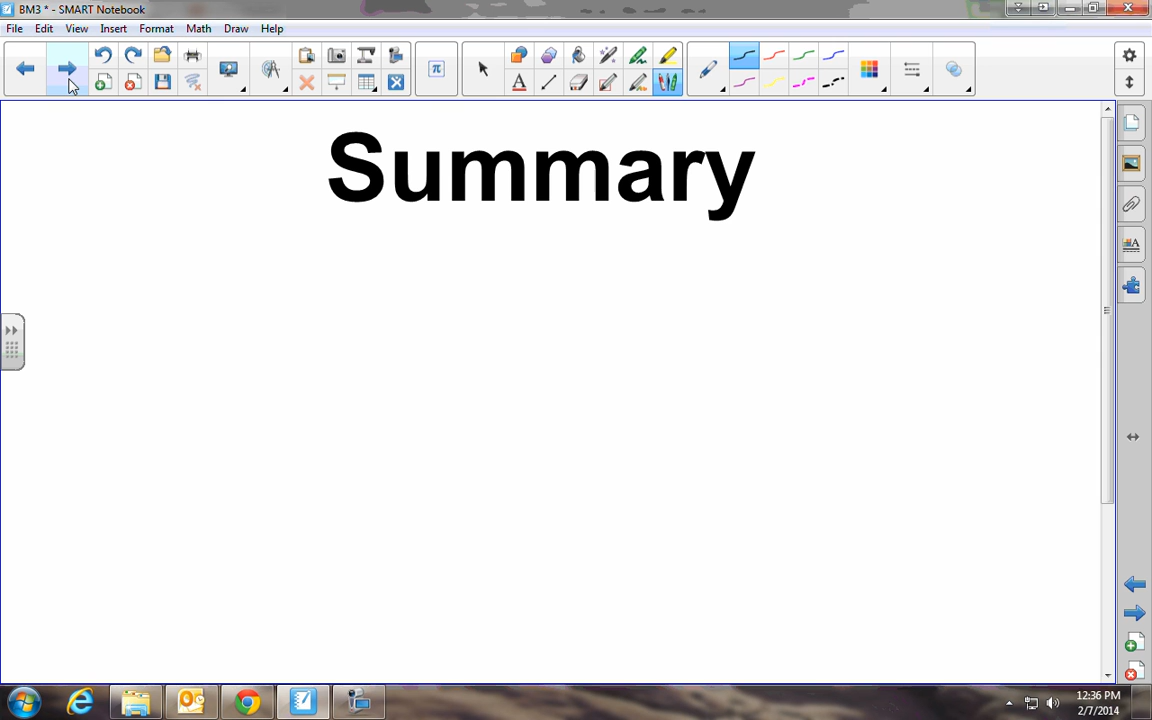 BM3 * - SMART Notebook
File Edit View Insert Format Math Draw Help
π
A
A
Summary
12:36 PM
2/7/2014